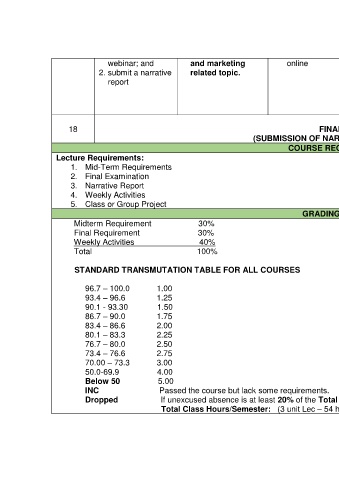 webinar; and
2. submit a narrative
report
and marketing
related topic.
online
18
FINA
(SUBMISSION OF NAR
COURSE REQ
Lecture Requirements:
1. Mid-Term Requirements
2. Final Examination
3. Narrative Report
4. Weekly Activities
5. Class or Group Project
GRADING
Midterm Requirement 30%
Final Requirement 30%
Weekly Activities 40%
Total 100%
STANDARD TRANSMUTATION TABLE FOR ALL COURSES
96.7 – 100.0 1.00
93.4 – 96.6 1.25
90.1 - 93.30 1.50
86.7 – 90.0 1.75
83.4 – 86.6 2.00
80.1 – 83.3 2.25
76.7 – 80.0 2.50
73.4 – 76.6 2.75
70.00 – 73.3 3.00
50.0-69.9 4.00
Below 50 5.00
INC Passed the course but lack some requirements.
Dropped If unexcused absence is at least 20% of the Total
Total Class Hours/Semester: (3 unit Lec – 54 h